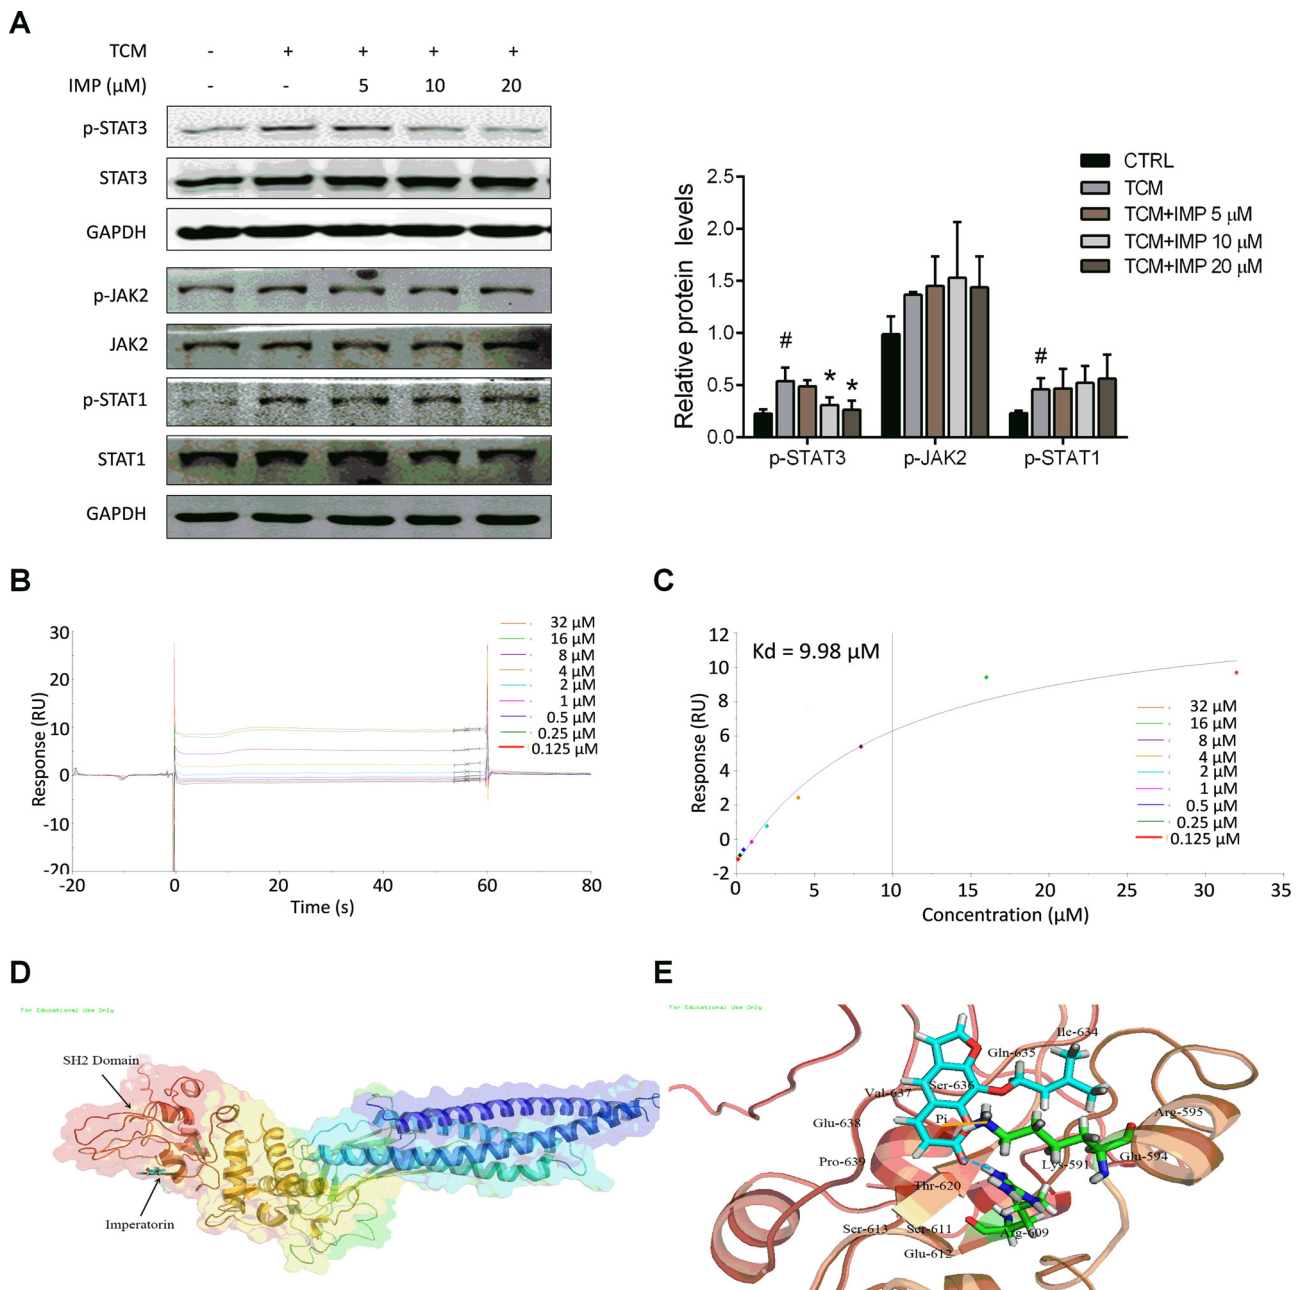 A
TCM - + + + +
IMP (µM) - - 5 10 20
p-STAT3
STAT3
GAPDH
p-JAK2
JAK2
p-STAT1
STAT1
GAPDH
CTRL
TCM
TCM+IMP 5 µM
TCM+IMP 10 µM
TCM+IMP 20 µM
Relative protein levels
2.5
2.0
1.5
1.0
0.5
0.0
#
* *
#
p-STAT3 p-JAK2 p-STAT1
B
Response (RU)
30
20
10
0
-10
-20
-20 0 20 40 60 80
Time (s)
32 µM
16 µM
8 µM
4 µM
2 µM
1 µM
0.5 µM
0.25 µM
0.125 µM
C
Kd = 9.98 µM
Response (RU)
12
10
8
6
4
2
0
-2
0 5 10 15 20 25 30 35
Concentration (µM)
32 µM
16 µM
8 µM
4 µM
2 µM
1 µM
0.5 µM
0.25 µM
0.125 µM
D
For Educational Use Only
SH2 Domain
Imperatorin
E
For Educational Use Only
Ile-634
Gln-635
Ser-636
Val-637
Arg-595
Glu-638
Pi
Glu-594
Pro-639
Lys-591
Thr-620
Ser-613 Ser-611
Arg-609
Glu-612